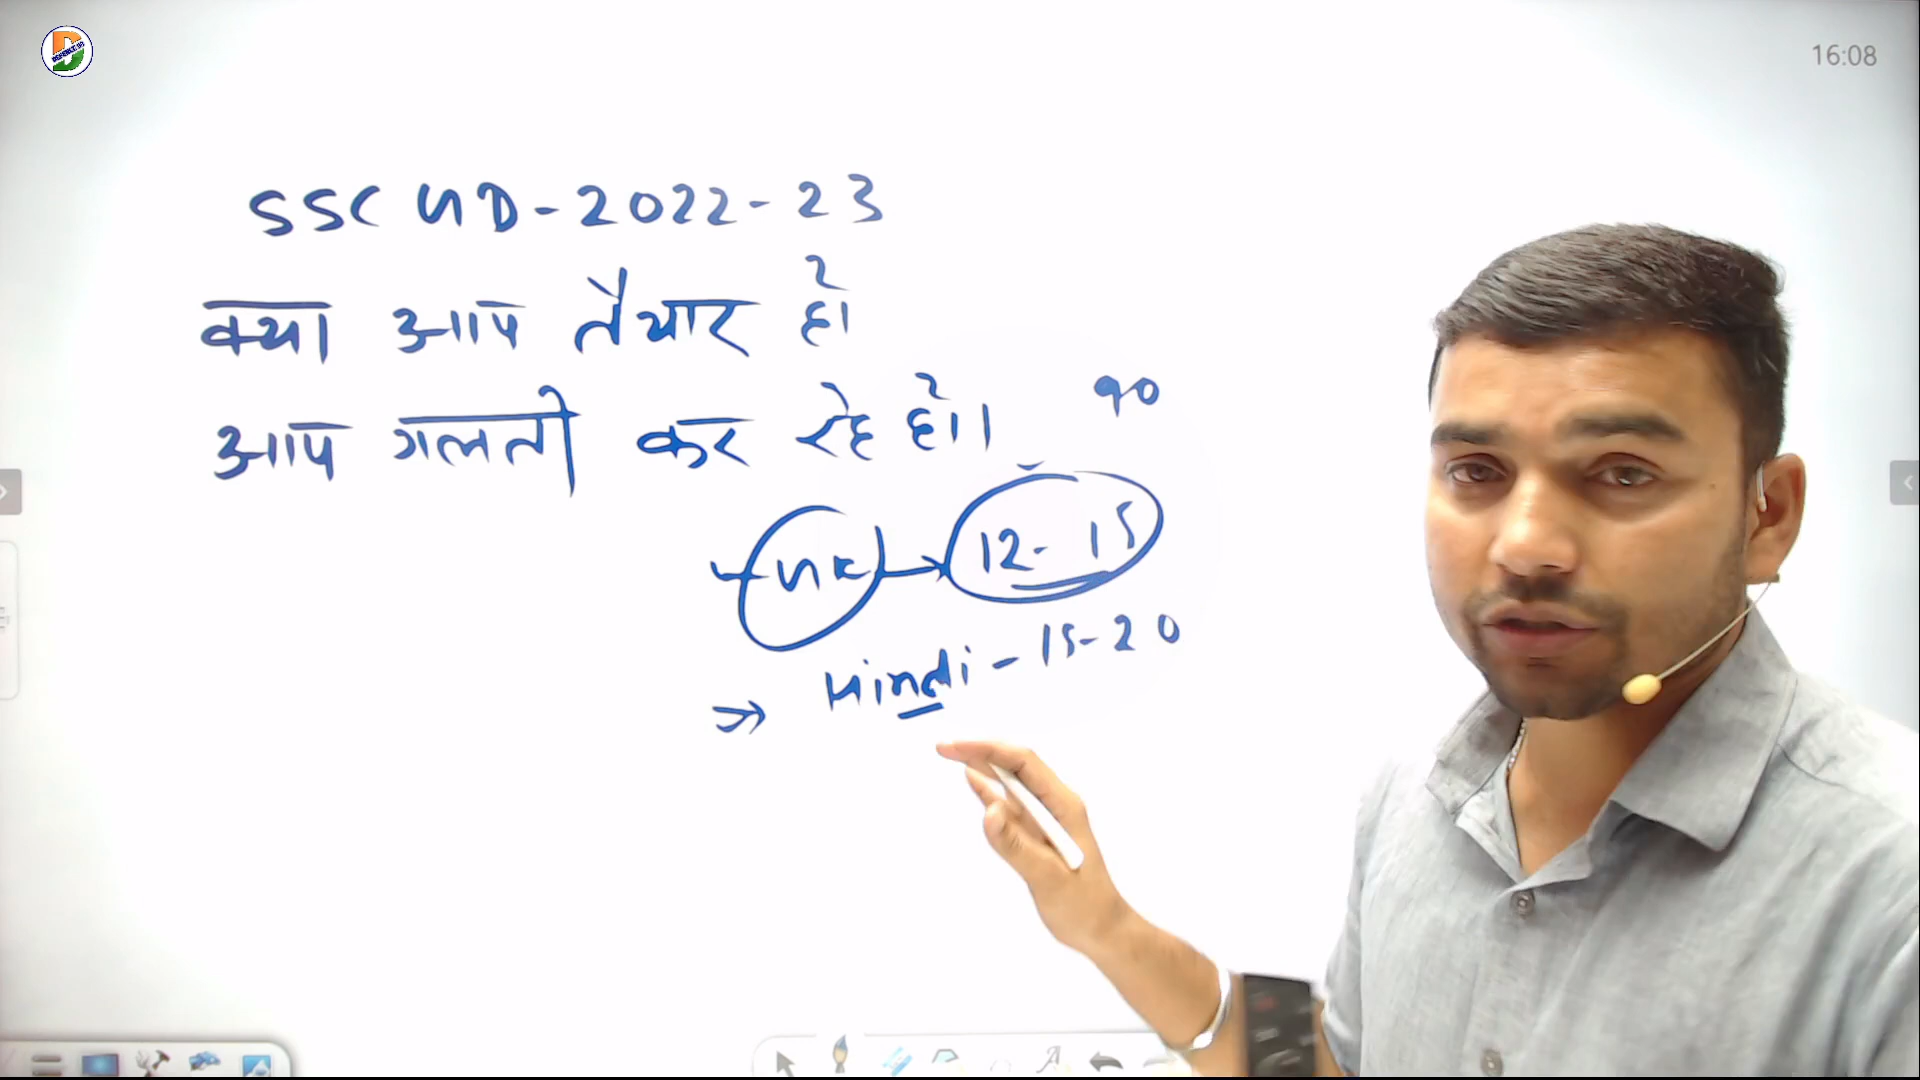 16:08
SSC GD - 2022 - 23
क्या आप तैयार हो ?
आप गलती कर रहे हो ?।
90
GK → 12 - 15
Hindi - 15 - 20